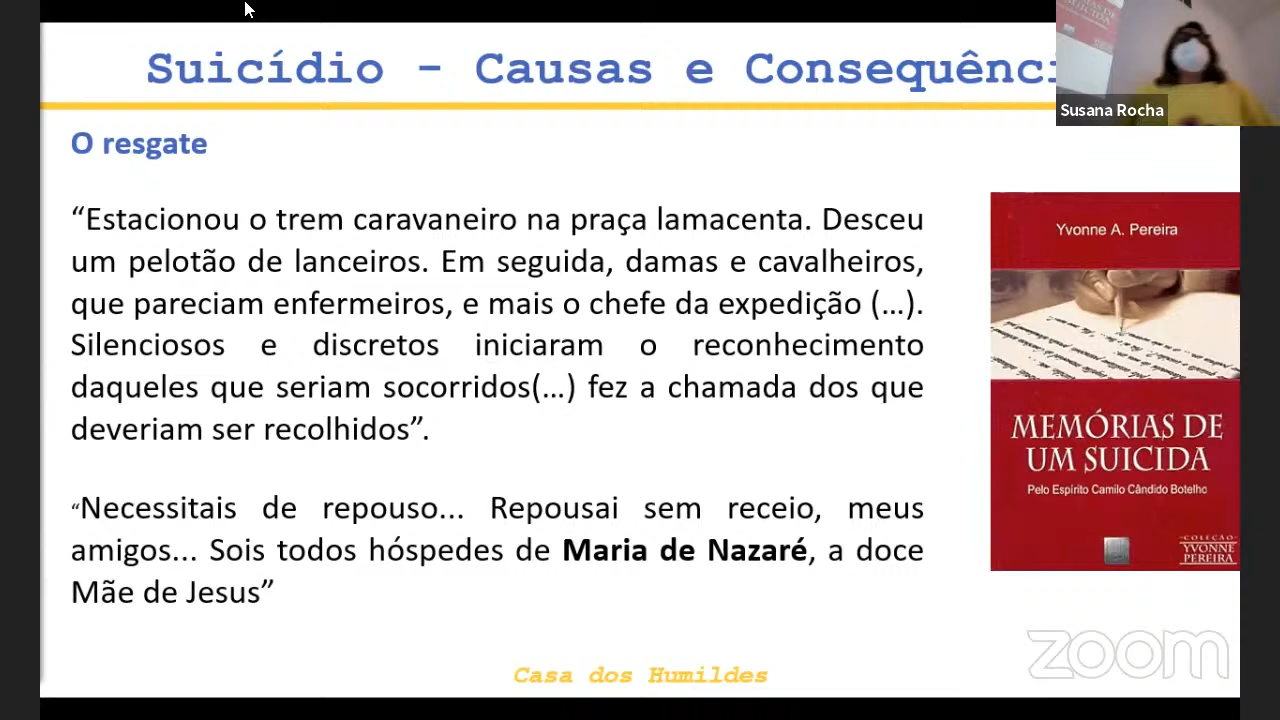 Suicídio - Causas e Consequênci
Susana Rocha
O resgate
“Estacionou o trem caravaneiro na praça lamacenta. Desceu
um pelotão de lanceiros. Em seguida, damas e cavalheiros,
que pareciam enfermeiros, e mais o chefe da expedição (…).
Silenciosos e discretos iniciaram o reconhecimento
daqueles que seriam socorridos(…) fez a chamada dos que
deveriam ser recolhidos”.
“Necessitais de repouso... Repousai sem receio, meus
amigos... Sois todos hóspedes de Maria de Nazaré, a doce
Mãe de Jesus”
Yvonne A. Pereira
MEMÓRIAS DE
UM SUICIDA
Pelo Espírito Camilo Cândido Botelho
COLEÇÃO
YVONNE
PEREIRA
zoom
Casa dos Humildes